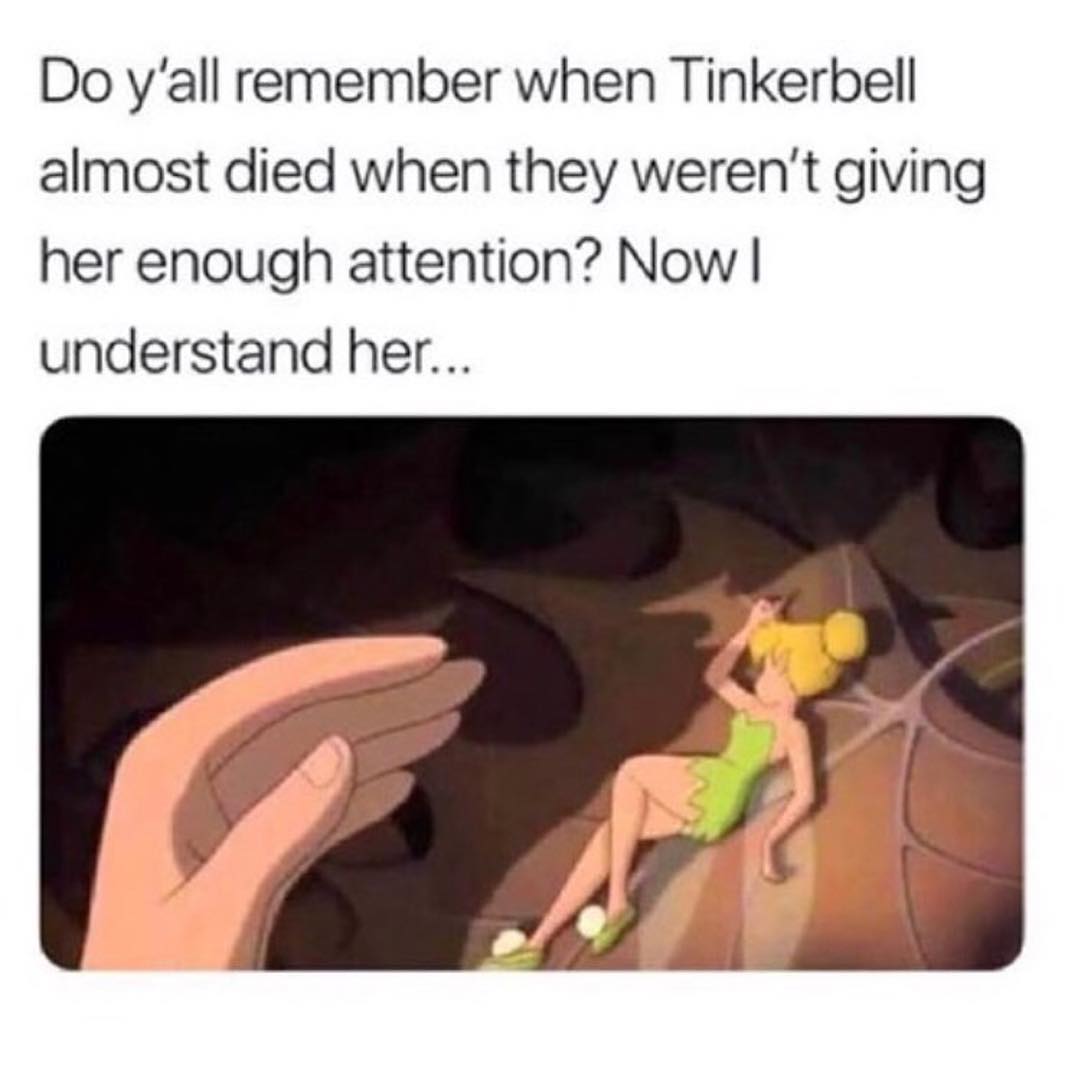 Do y'all remember when Tinkerbell
almost died when they weren't giving
her enough attention? Now I
understand her...